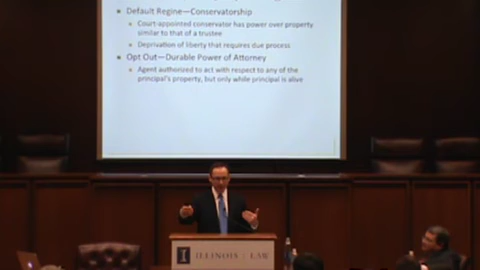 Default Regime—Conservatorship
Court-appointed conservator has power over property
similar to that of a trustee
Deprivation of liberty that requires due process
Opt Out—Durable Power of Attorney
Agent authorized to act with respect to any of the
principal's property, but only while principal is alive
I ILLINOIS LAW